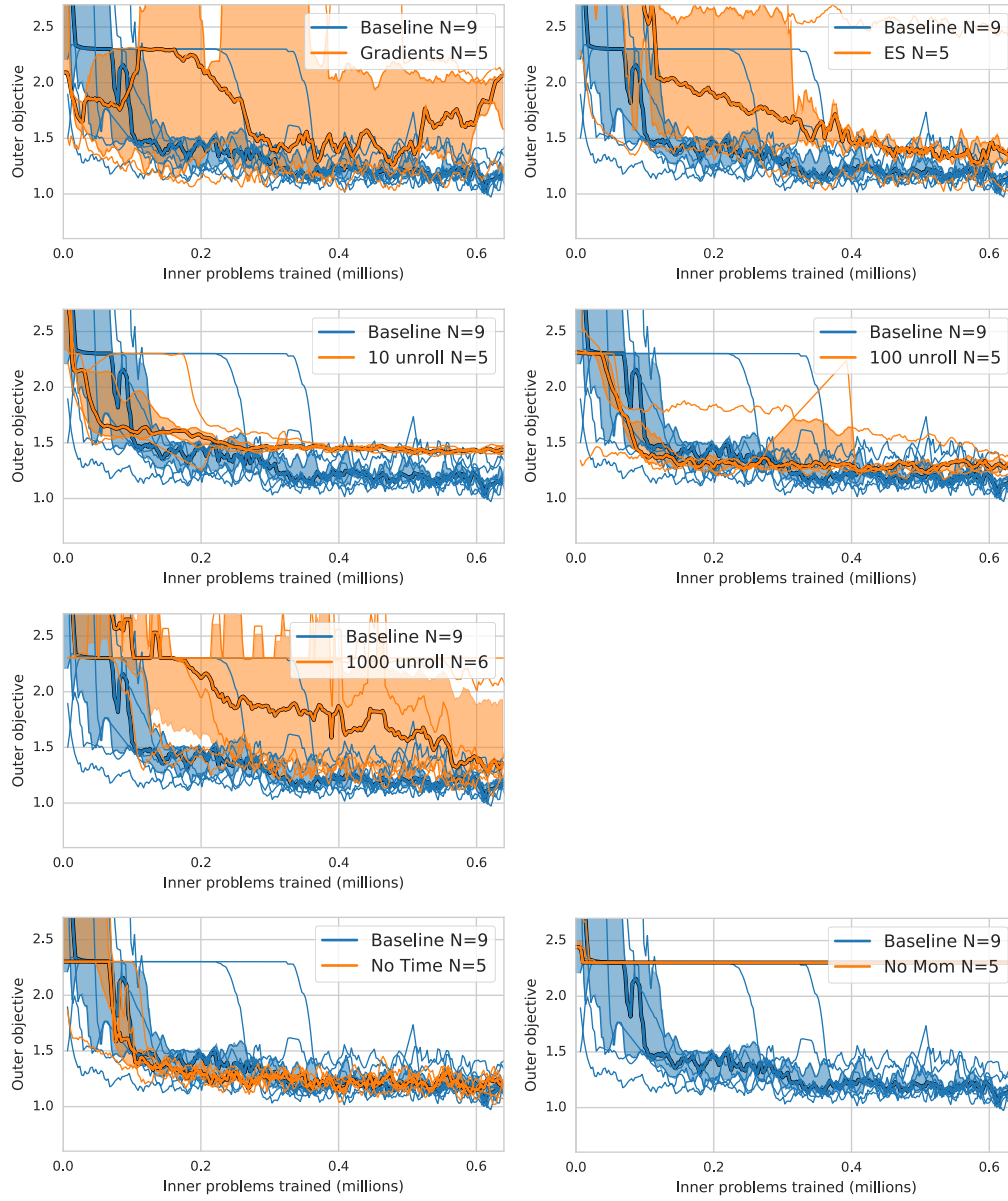 2.5
2.0
1.5
1.0
Outer objective
Baseline N=9
Gradients N=5
0.0 0.2 0.4 0.6
Inner problems trained (millions)
2.5
2.0
1.5
1.0
Outer objective
Baseline N=9
ES N=5
0.0 0.2 0.4 0.6
Inner problems trained (millions)
2.5
2.0
1.5
1.0
Outer objective
Baseline N=9
10 unroll N=5
0.0 0.2 0.4 0.6
Inner problems trained (millions)
2.5
2.0
1.5
1.0
Outer objective
Baseline N=9
100 unroll N=5
0.0 0.2 0.4 0.6
Inner problems trained (millions)
2.5
2.0
1.5
1.0
Outer objective
Baseline N=9
1000 unroll N=6
0.0 0.2 0.4 0.6
Inner problems trained (millions)
2.5
2.0
1.5
1.0
Outer objective
Baseline N=9
No Time N=5
0.0 0.2 0.4 0.6
Inner problems trained (millions)
2.5
2.0
1.5
1.0
Outer objective
Baseline N=9
No Mom N=5
0.0 0.2 0.4 0.6
Inner problems trained (millions)